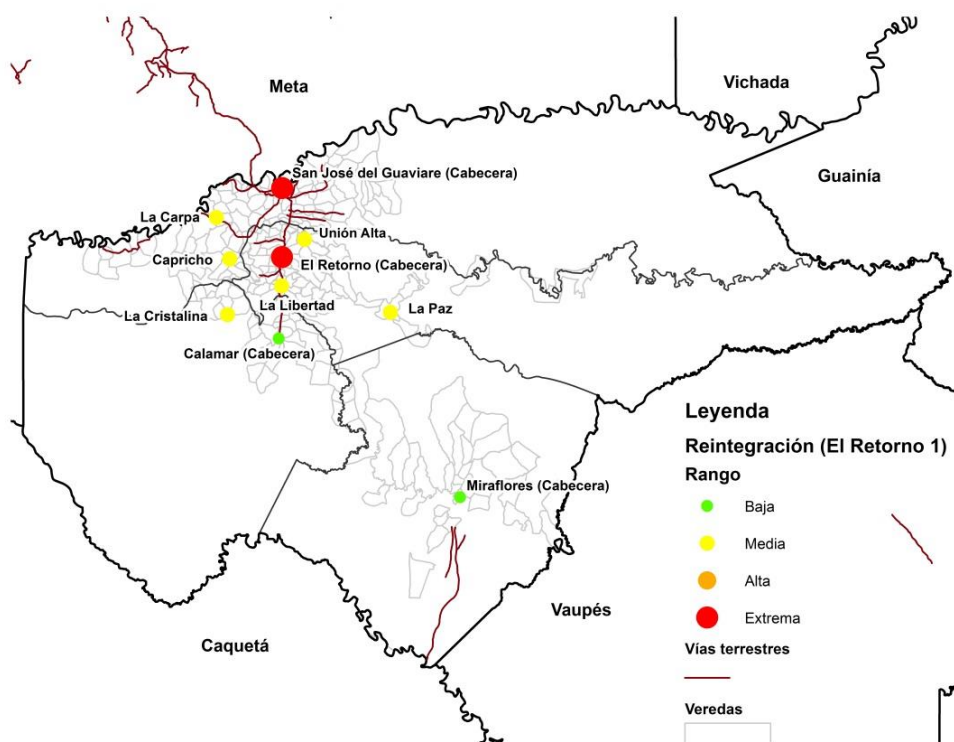 Meta
Vichada
San José del Guaviare (Cabecera)
Guainía
La Carpa
Unión Alta
Capricho
El Retorno (Cabecera)
La Libertad
La Paz
La Cristalina
Calamar (Cabecera)
Leyenda
Reintegración (El Retorno 1)
Rango
Miraflores (Cabecera)
Baja
Media
Alta
Vaupés
Extrema
Caquetá
Vías terrestres
Veredas